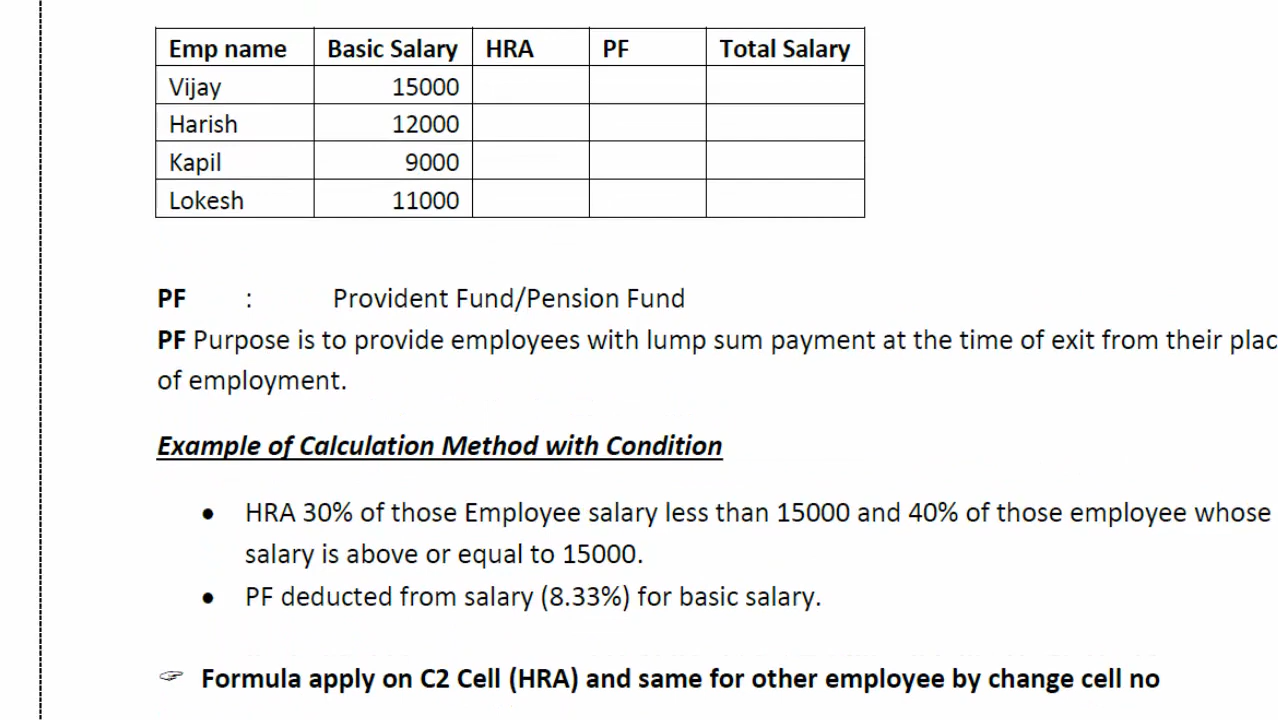 Emp name Basic Salary HRA PF Total Salary
Vijay 15000
Harish 12000
Kapil 9000
Lokesh 11000
PF : Provident Fund/Pension Fund
PF Purpose is to provide employees with lump sum payment at the time of exit from their plac
of employment.
Example of Calculation Method with Condition
• HRA 30% of those Employee salary less than 15000 and 40% of those employee whose
salary is above or equal to 15000.
• PF deducted from salary (8.33%) for basic salary.
☞ Formula apply on C2 Cell (HRA) and same for other employee by change cell no